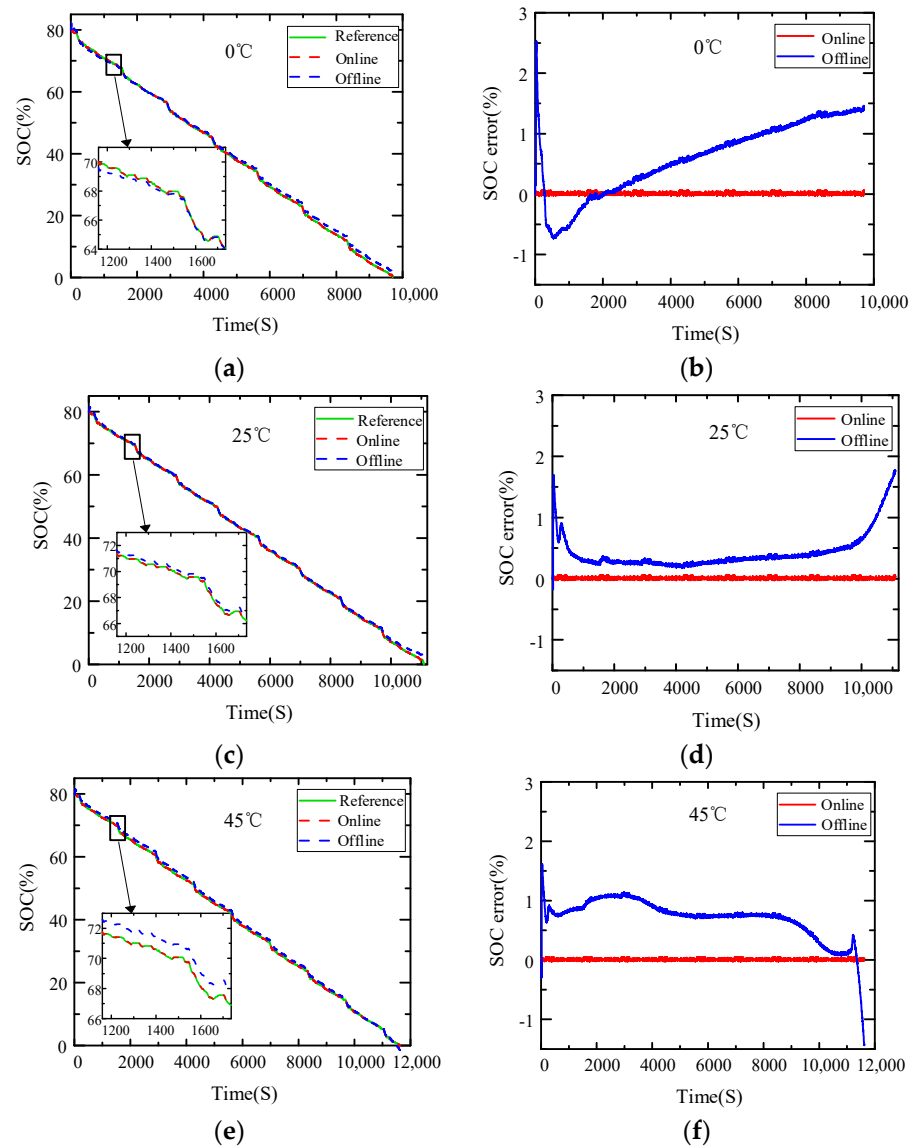 80
60
40
20
0
SOC(%)
0℃
Reference
Online
Offline
70
68
66
64
1200
1400
1600
0 2000 4000 6000 8000 10,000
Time(S)
(a)
3
2
1
0
-1
SOC error(%)
0℃
Online
Offline
0 2000 4000 6000 8000 10,000
Time(S)
(b)
80
60
40
20
0
SOC(%)
25℃
Reference
Online
Offline
72
70
68
66
1200 1400 1600
0 2000 4000 6000 8000 10,000
Time(S)
(c)
3
2
1
0
-1
SOC error(%)
25℃
Online
Offline
0 2000 4000 6000 8000 10,000
Time(S)
(d)
80
60
40
20
0
SOC(%)
45℃
Reference
Online
Offline
72
70
68
66
1200 1400 1600
0 2000 4000 6000 8000 10,000 12,000
Time(S)
(e)
3
2
1
0
-1
SOC error(%)
45℃
Online
Offline
0 2000 4000 6000 8000 10,000 12,000
Time(S)
(f)